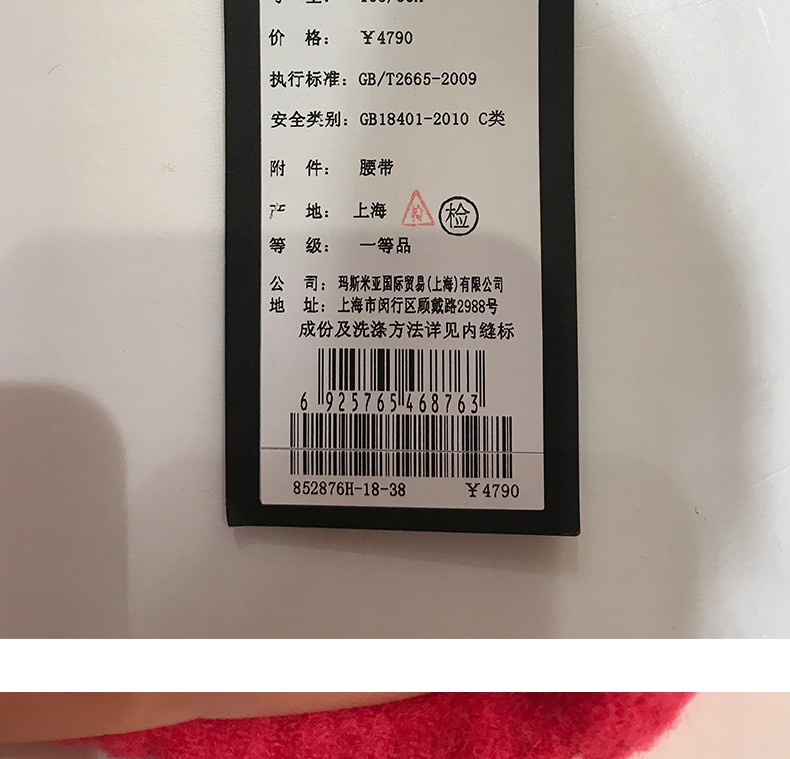 价 格: ¥4790
执行标准: GB/T2665-2009
安全类别: GB18401-2010 C类
附 件: 腰带
产 地: 上海 检
等 级: 一等品
公 司: 玛斯米亚国际贸易(上海)有限公司
地 址: 上海市闵行区顾戴路2988号
成份及洗涤方法详见内缝标
6 925765 468763
852876H-18-38 ¥4790